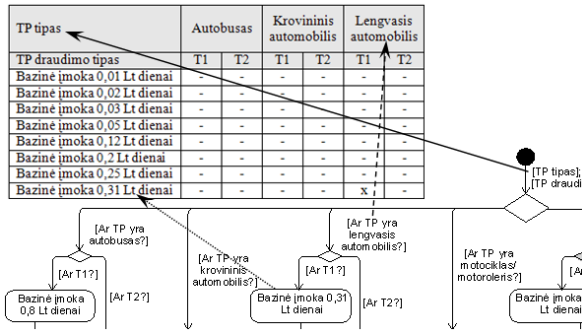 TP tipas Autobusas Krovininis automobilis Lengvasis automobilis
TP draudimo tipas T1 T2 T1 T2 T1 T2
Bazinė įmoka 0,01 Lt dienai - - - - - -
Bazinė įmoka 0,02 Lt dienai - - - - - -
Bazinė įmoka 0,03 Lt dienai - - - - - -
Bazinė įmoka 0,05 Lt dienai - - - - - -
Bazinė įmoka 0,12 Lt dienai - - - - - -
Bazinė įmoka 0,2 Lt dienai - - - - - -
Bazinė įmoka 0,25 Lt dienai - - - - - -
Bazinė įmoka 0,31 Lt dienai - - - - x -
[TP tipas];
[TP draudi
[Ar TP yra
autobusas?]
[Ar TP yra
krovininis
automobilis?]
[Ar TP yra
lengvasis
automobilis?]
[Ar TP yra
motociklas/
motoroleris?]
[Ar T1?]
[Ar T2?]
[Ar T1?]
[Ar T2?]
[Ar
Bazinė įmoka
0,8 Lt dienai
Bazinė įmoka 0,31
Lt dienai
Bazinė įmoka
Lt dienai